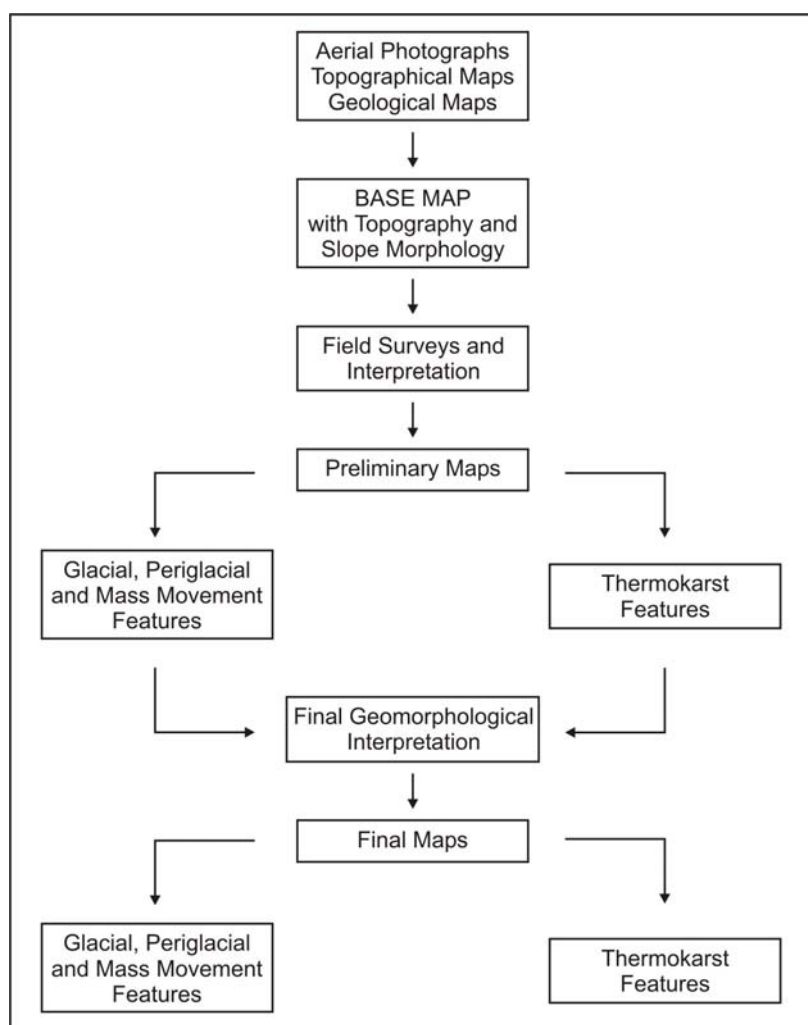 Aerial Photographs
Topographical Maps
Geological Maps
BASE MAP
with Topography and
Slope Morphology
Field Surveys and
Interpretation
Preliminary Maps
Glacial, Periglacial
and Mass Movement
Features
Thermokarst
Features
Final Geomorphological
Interpretation
Final Maps
Glacial, Periglacial
and Mass Movement
Features
Thermokarst
Features